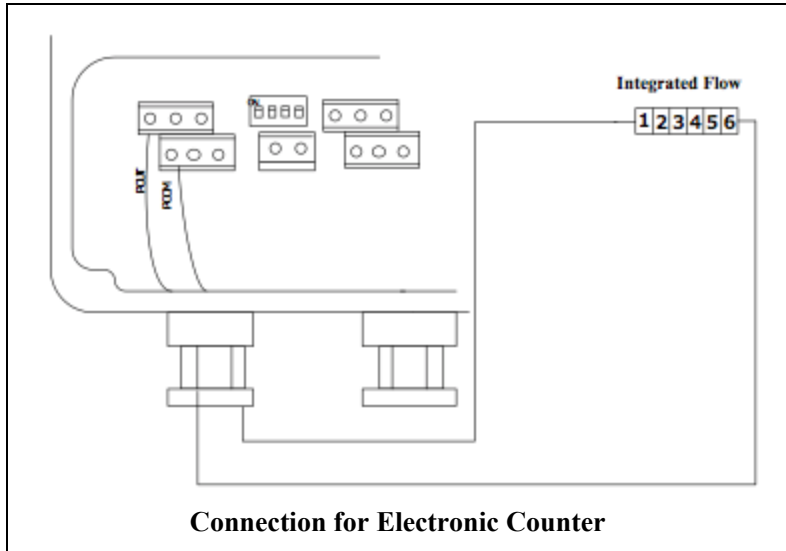 Integrated Flow
1 2 3 4 5 6
ON
POUT
PCOM
Connection for Electronic Counter